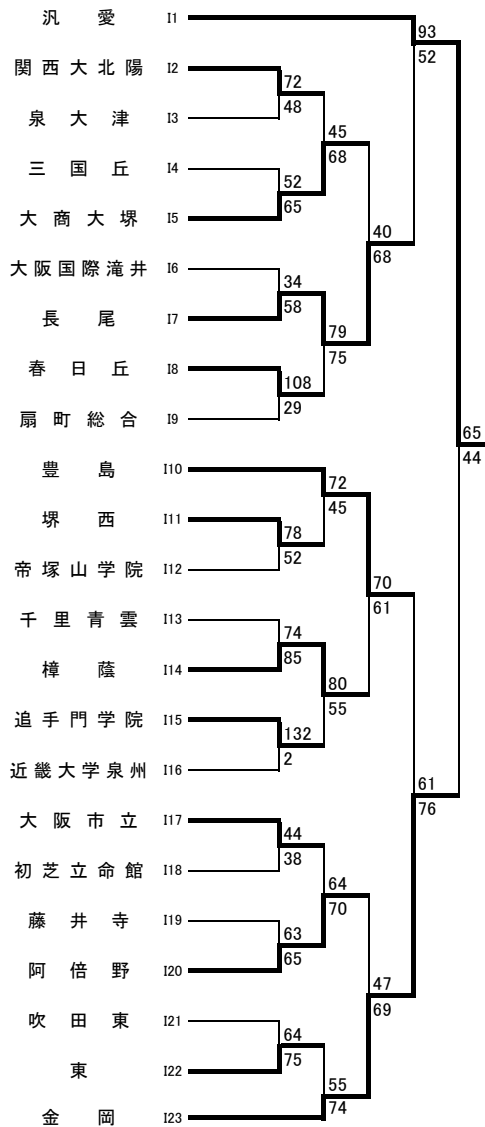 汎愛 I1
93
52
関西大北陽 I2
72
48
泉大津 I3
45
68
三国丘 I4
52
65
大商大堺 I5
40
68
大阪国際滝井 I6
34
58
長尾 I7
79
75
春日丘 I8
108
29
扇町総合 I9
65
44
豊島 I10
72
45
堺西 I11
78
52
帝塚山学院 I12
70
61
千里青雲 I13
74
85
樟蔭 I14
80
55
追手門学院 I15
132
2
近畿大学泉州 I16
61
76
大阪市立 I17
44
38
初芝立命館 I18
64
70
藤井寺 I19
63
65
阿倍野 I20
47
69
吹田東 I21
64
75
東 I22
55
74
金岡 I23